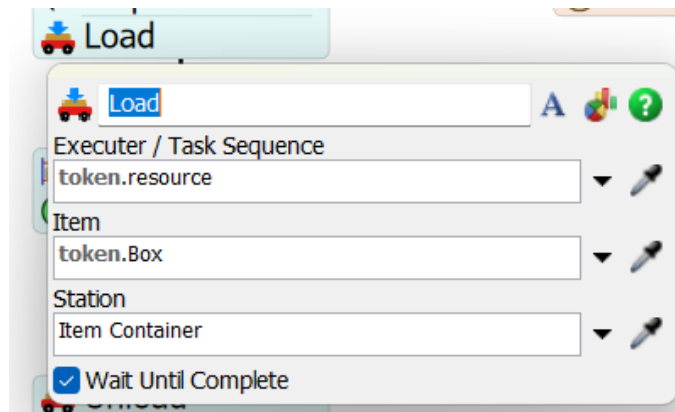 Load
Load
A
Executer / Task Sequence
token.resource
Item
token.Box
Station
Item Container
Wait Until Complete